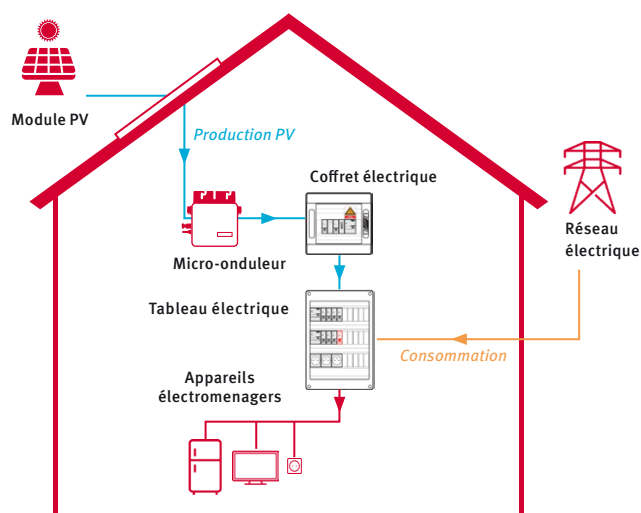 Module PV
Production PV
Coffret électrique
Réseau
électrique
Micro-onduleur
Tableau électrique
Consommation
Appareils
électromenagers